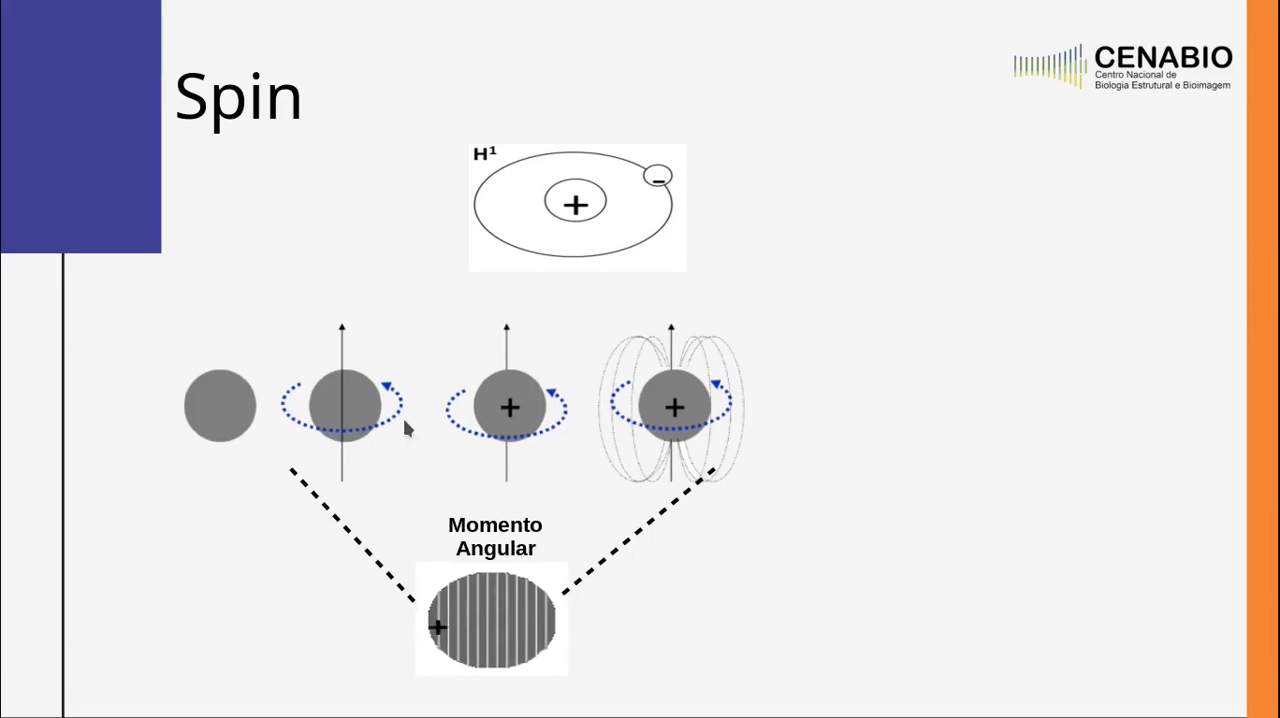 Spin
CENABIO
Centro Nacional de
Biologia Estrutural e Bioimagem
H¹
−
+
+
+
Momento
Angular
+